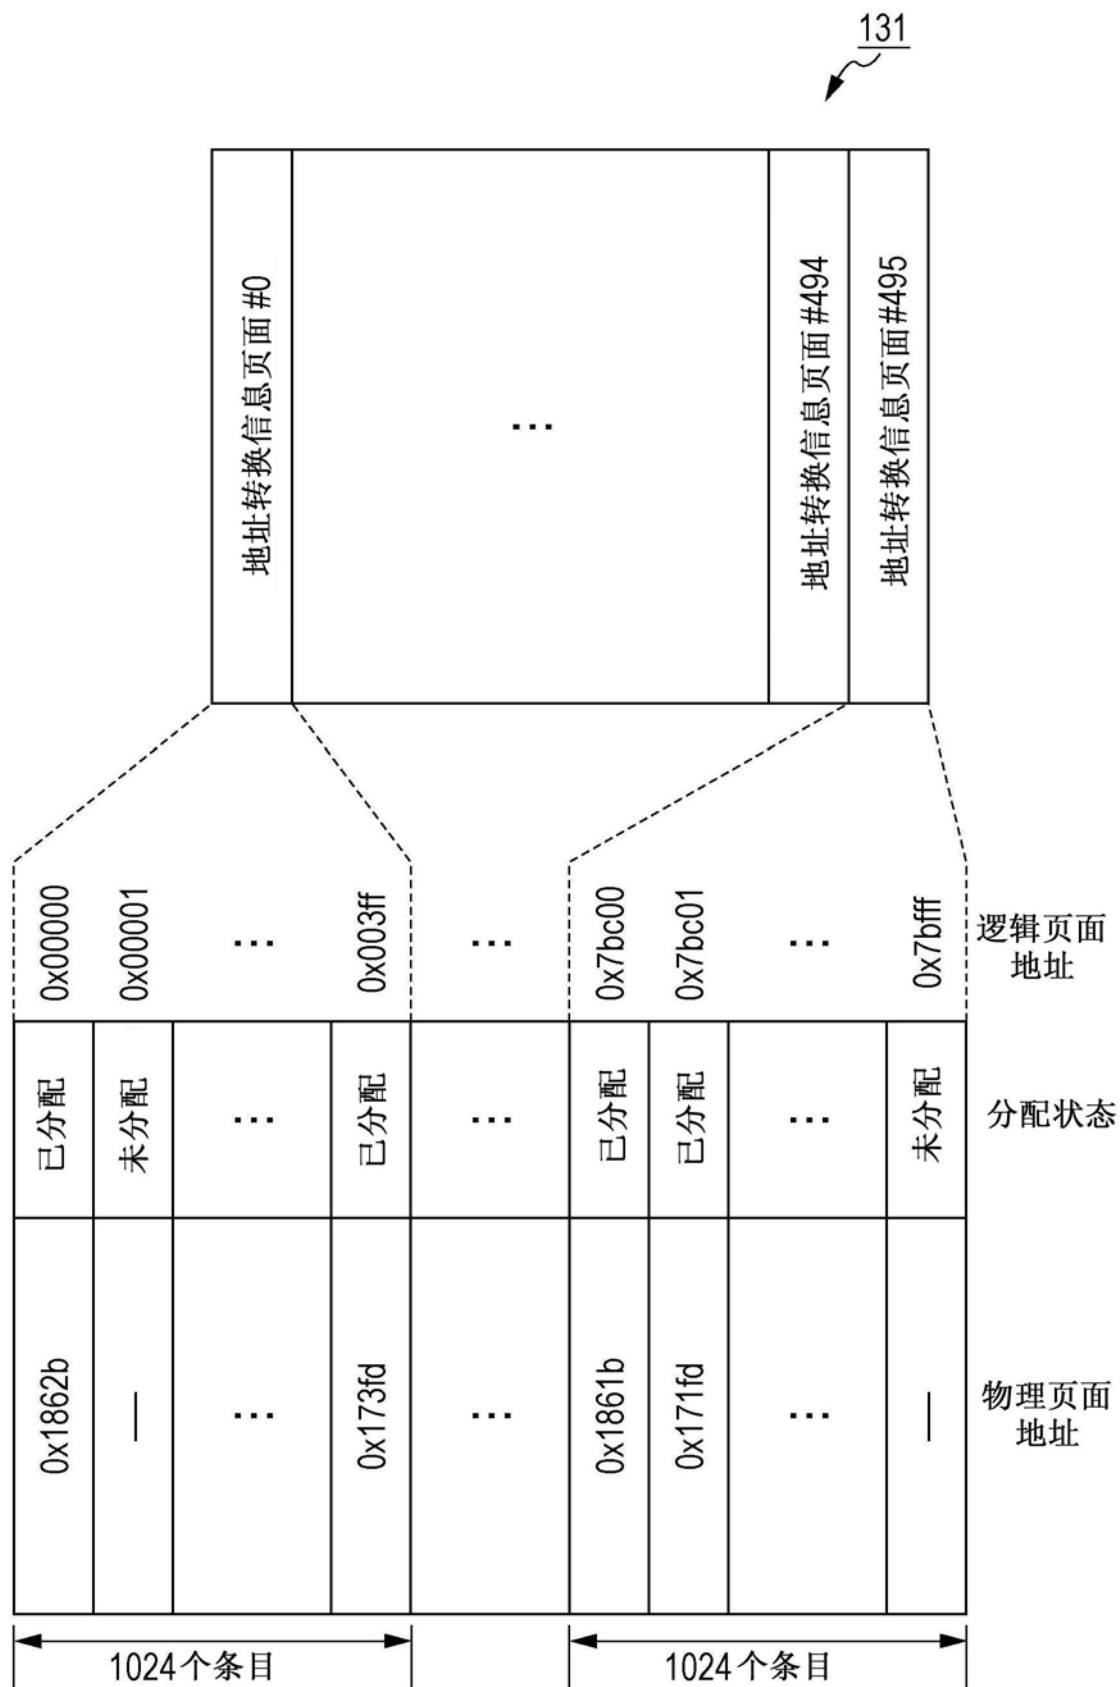 131
地址转换信息页面#0
...
地址转换信息页面#494
地址转换信息页面#495
0x00000
0x00001
...
0x003ff
...
0x7bc00
0x7bc01
...
0x7bfff
逻辑页面
地址
已分配
未分配
...
已分配
...
已分配
已分配
...
未分配
分配状态
0x1862b
—
...
0x173fd
...
0x1861b
0x171fd
...
—
物理页面
地址
1024个条目
1024个条目